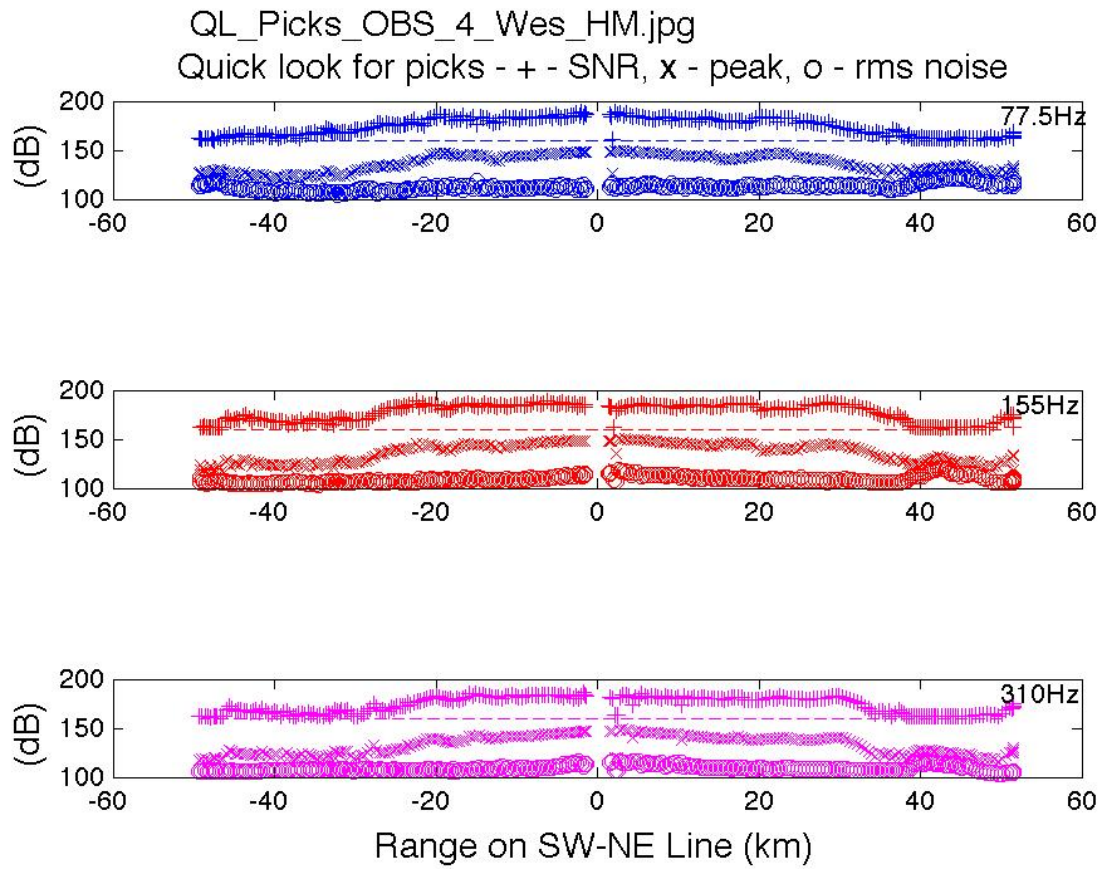 QL_Picks_OBS_4_Wes_HM.jpg
Quick look for picks - + - SNR, x - peak, o - rms noise
200
150
100
(dB)
77.5Hz
-60 -40 -20 0 20 40 60
200
150
100
(dB)
155Hz
-60 -40 -20 0 20 40 60
200
150
100
(dB)
310Hz
-60 -40 -20 0 20 40 60
Range on SW-NE Line (km)